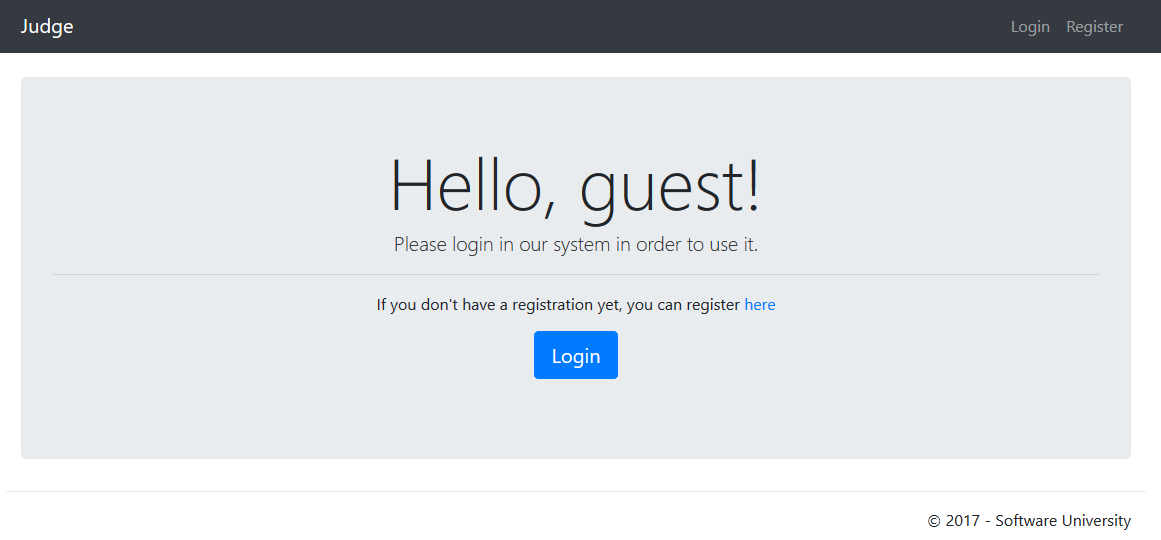 Judge
Login Register
Hello, guest!
Please login in our system in order to use it.
If you don't have a registration yet, you can register here
Login
© 2017 - Software University